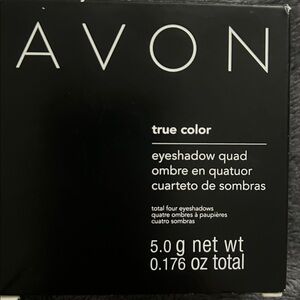 AVON
true color
eyeshadow quad
ombre en quatuor
cuarteto de sombras
total four eyeshadows
quatre ombres à paupières
cuatro sombras
5.0 g net wt
0.176 oz total